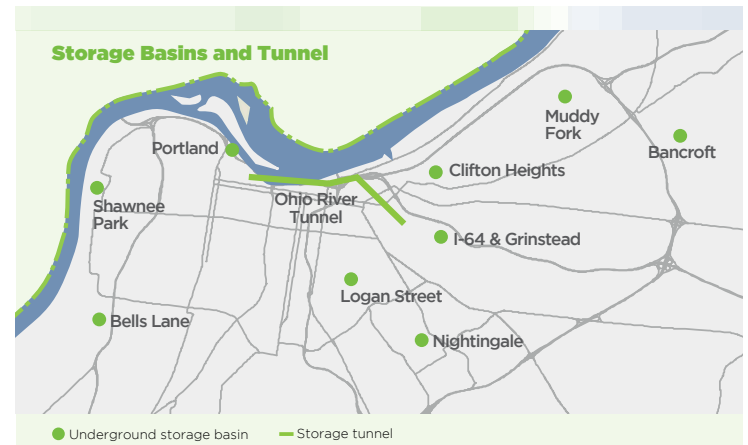 Storage Basins and Tunnel
Muddy
Fork
Portland
Bancroft
Clifton Heights
Ohio River
Tunnel
Shawnee
Park
I-64 & Grinstead
Logan Street
Bells Lane
Nightingale
Underground storage basin
Storage tunnel